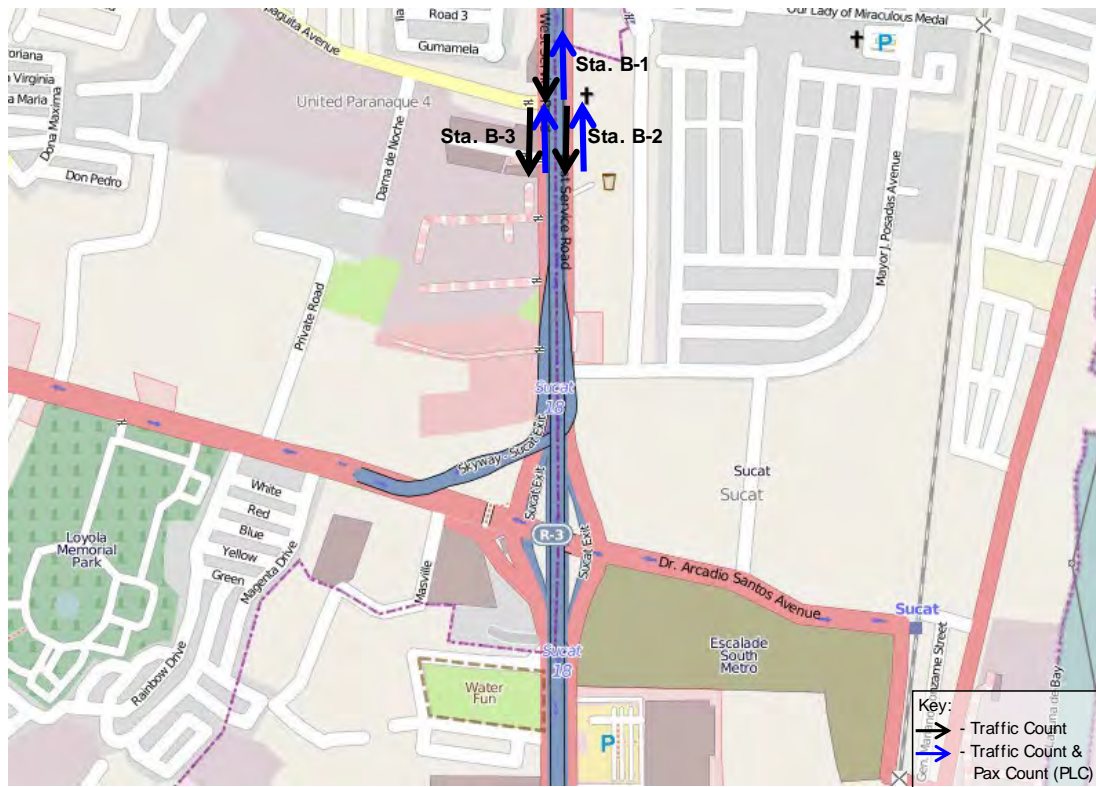 Road 3
Gumamela
Our Lady of Miraculous Medal
P
Sta. B-1
United Paranaque 4
Sta. B-3
Sta. B-2
Virginia
Maria
Dona Maxima
Don Pedro
Dama de Noche
Service Road
Mayor J. Posadas Avenue
Private Road
Sucat
18
Skyway - Sucat Exit
Sucat Exit
Sucat
Sucat
White
Red
Blue
Yellow
Green
Magenta Drive
Loyola
Memorial
Park
R-3
Sucat Exit
Masville
Dr. Arcadio Santos Avenue
Sucat
Rainbow Drive
Sucat
18
Escalade
South
Metro
Water
Fun
P
Key:
- Traffic Count
- Traffic Count &
Pax Count (PLC)